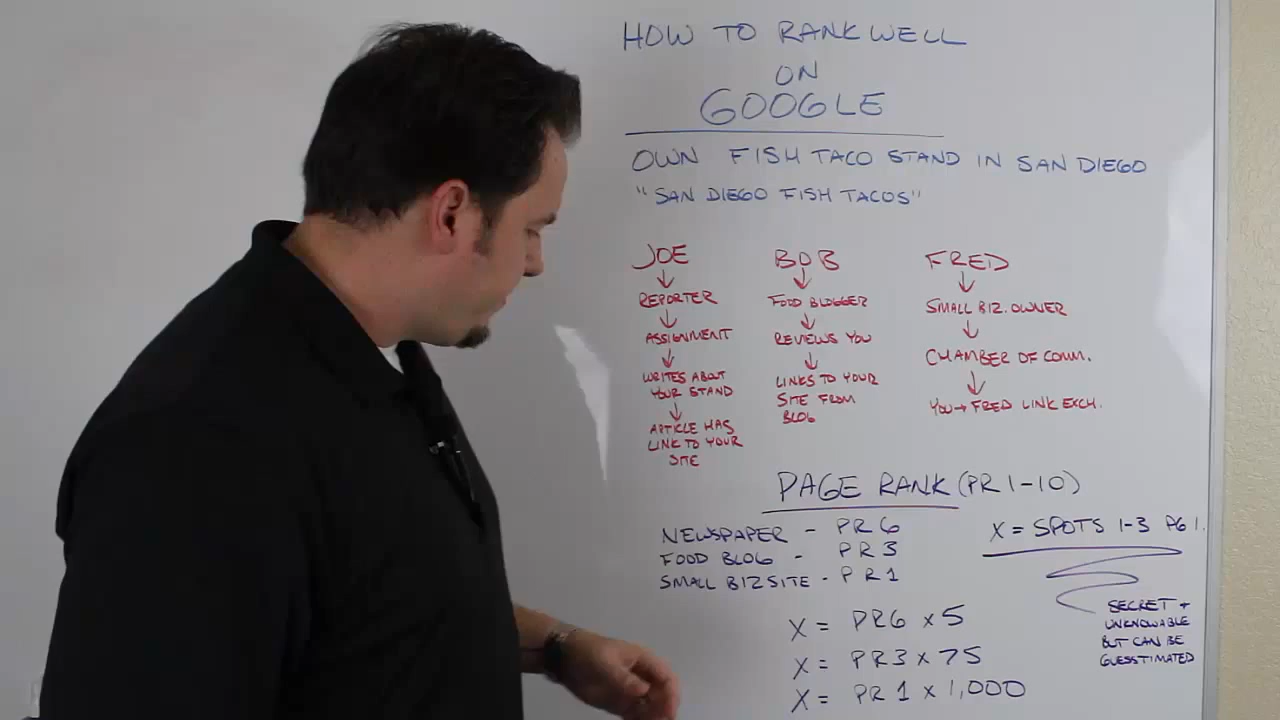 HOW TO RANK WELL
ON
GOOGLE
OWN FISH TACO STAND IN SAN DIEGO
"SAN DIEGO FISH TACOS"
JOE
REPORTER
ASSIGNMENT
WRITES ABOUT
YOUR STAND
ARTICLE HAS
LINK TO YOUR
SITE
BOB
FOOD BLOGGER
REVIEWS YOU
LINKS TO YOUR
SITE FROM
BLOG
FRED
SMALL BIZ. OWNER
CHAMBER OF COMM.
YOU → FRED LINK EXCH.
PAGE RANK (PR 1-10)
NEWSPAPER - PR 6
FOOD BLOG - PR 3
SMALL BIZ SITE - PR 1
X = SPOTS 1-3 PG 1.
SECRET +
UNKNOWABLE
BUT CAN BE
GUESSTIMATED
X = PR6 x 5
X = PR3 x 75
X = PR 1 x 1,000